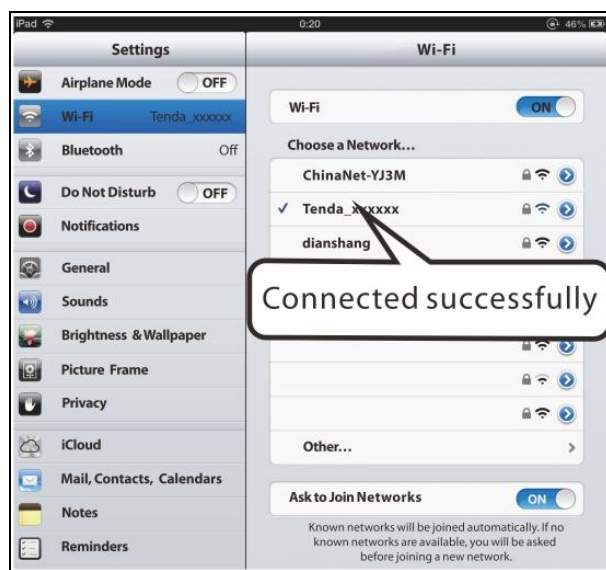 iPad 0:20 46%
Settings
Airplane Mode OFF
Wi-Fi Tenda_xxxxxx
Bluetooth Off
Do Not Disturb OFF
Notifications
General
Sounds
Brightness & Wallpaper
Picture Frame
Privacy
iCloud
Mail, Contacts, Calendars
Notes
Reminders
Wi-Fi
Wi-Fi ON
Choose a Network...
ChinaNet-YJ3M
Tenda_xxxxxx
dianshang
Connected successfully
Other...
Ask to Join Networks ON
Known networks will be joined automatically. If no
known networks are available, you will be asked
before joining a new network.